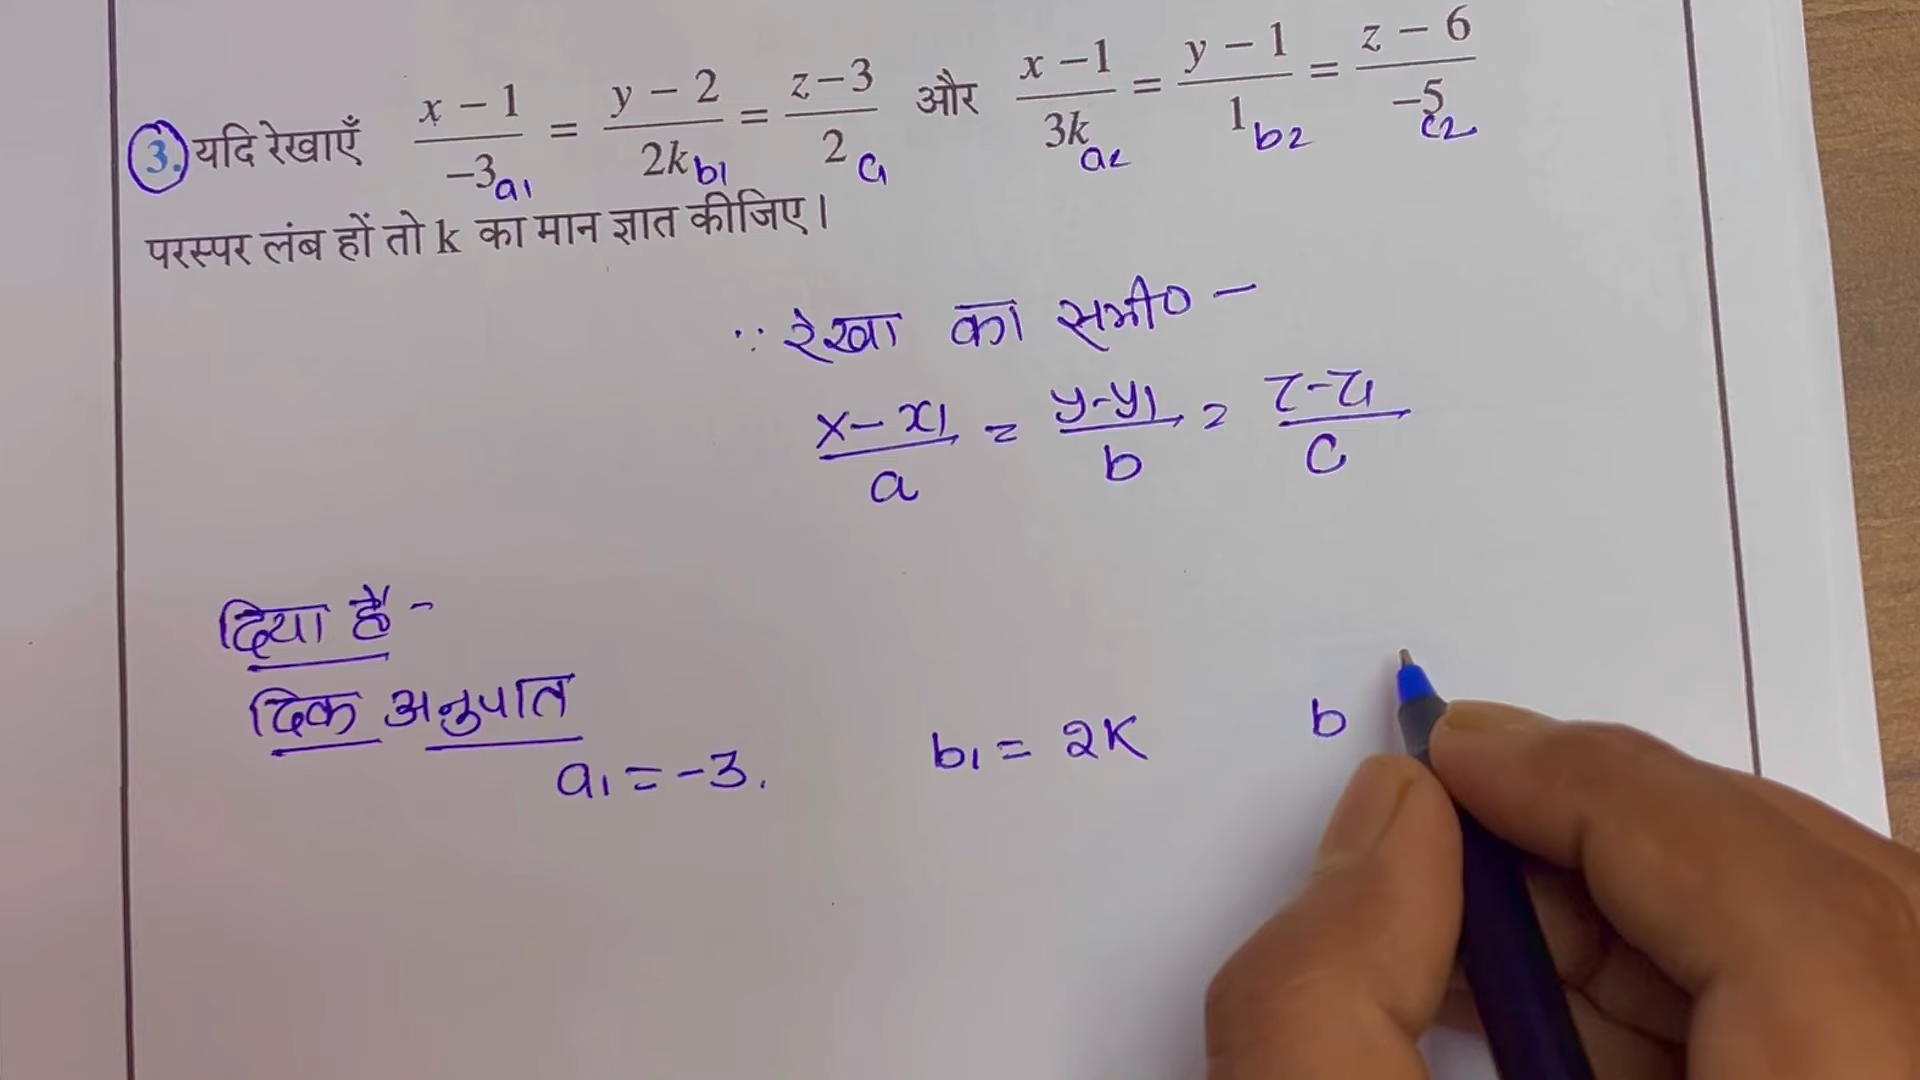 3. यदि रेखाएँ (x - 1)/(-3) a1 = (y - 2)/(2k) b1 = (z - 3)/2 c1 और (x - 1)/(3k) a2 = (y - 1)/1 b2 = (z - 6)/(-5) c2
परस्पर लंब हों तो k का मान ज्ञात कीजिए।
∵ रेखा का समी० -
(x - x1)/a = (y - y1)/b = (z - z1)/c
दिया है -
दिक अनुपात
a1 = -3. b1 = 2K b